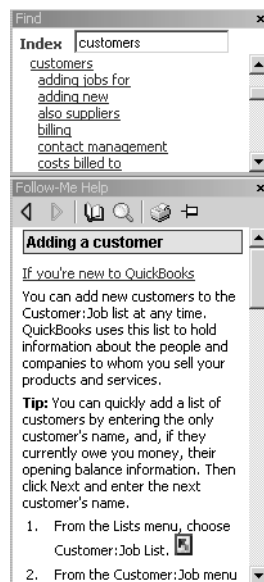 Find
Index customers
customers
adding jobs for
adding new
also suppliers
billing
contact management
costs billed to
Follow-Me Help
Adding a customer
If you're new to QuickBooks
You can add new customers to the
Customer:Job list at any time.
QuickBooks uses this list to hold
information about the people and
companies to whom you sell your
products and services.
Tip: You can quickly add a list of
customers by entering the only
customer's name, and, if they
currently owe you money, their
opening balance information. Then
click Next and enter the next
customer's name.
1. From the Lists menu, choose
Customer:Job List.
2. From the Customer:Job menu